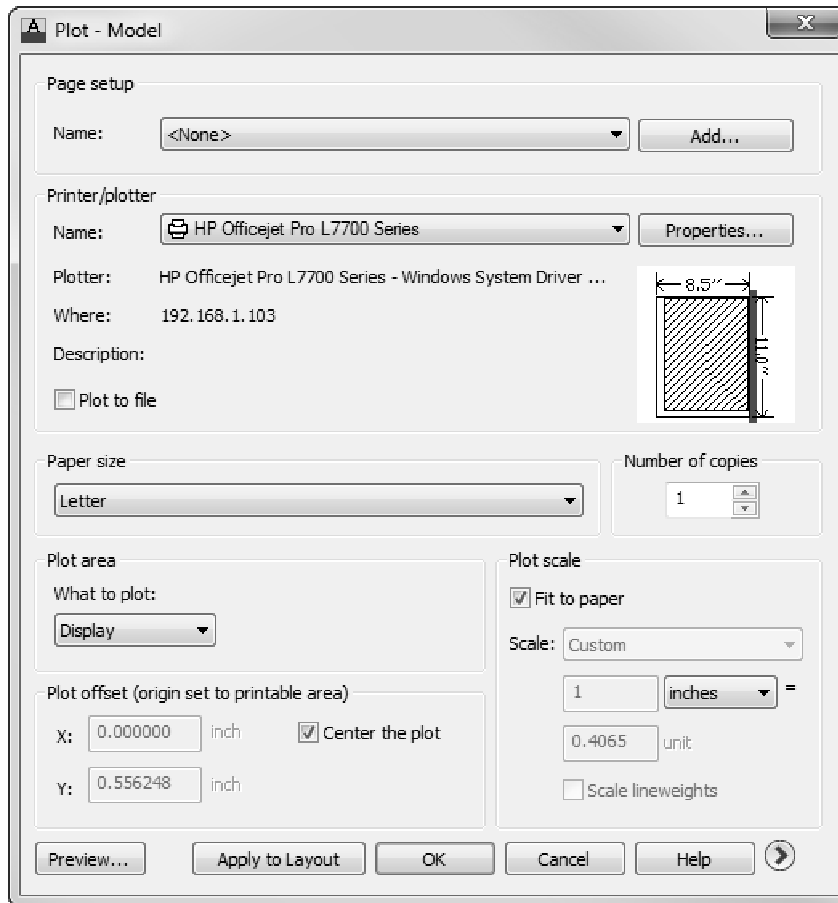 Plot - Model
Page setup
Name: <None> Add...
Printer/plotter
Name: HP Officejet Pro L7700 Series Properties...
Plotter: HP Officejet Pro L7700 Series - Windows System Driver ...
Where: 192.168.1.103
Description:
Plot to file
8.5″
11.0″
Paper size
Letter
Number of copies
1
Plot area
What to plot:
Display
Plot scale
Fit to paper
Scale: Custom
1 inches =
0.4065 unit
Scale lineweights
Plot offset (origin set to printable area)
X: 0.000000 inch Center the plot
Y: 0.556248 inch
Preview... Apply to Layout OK Cancel Help